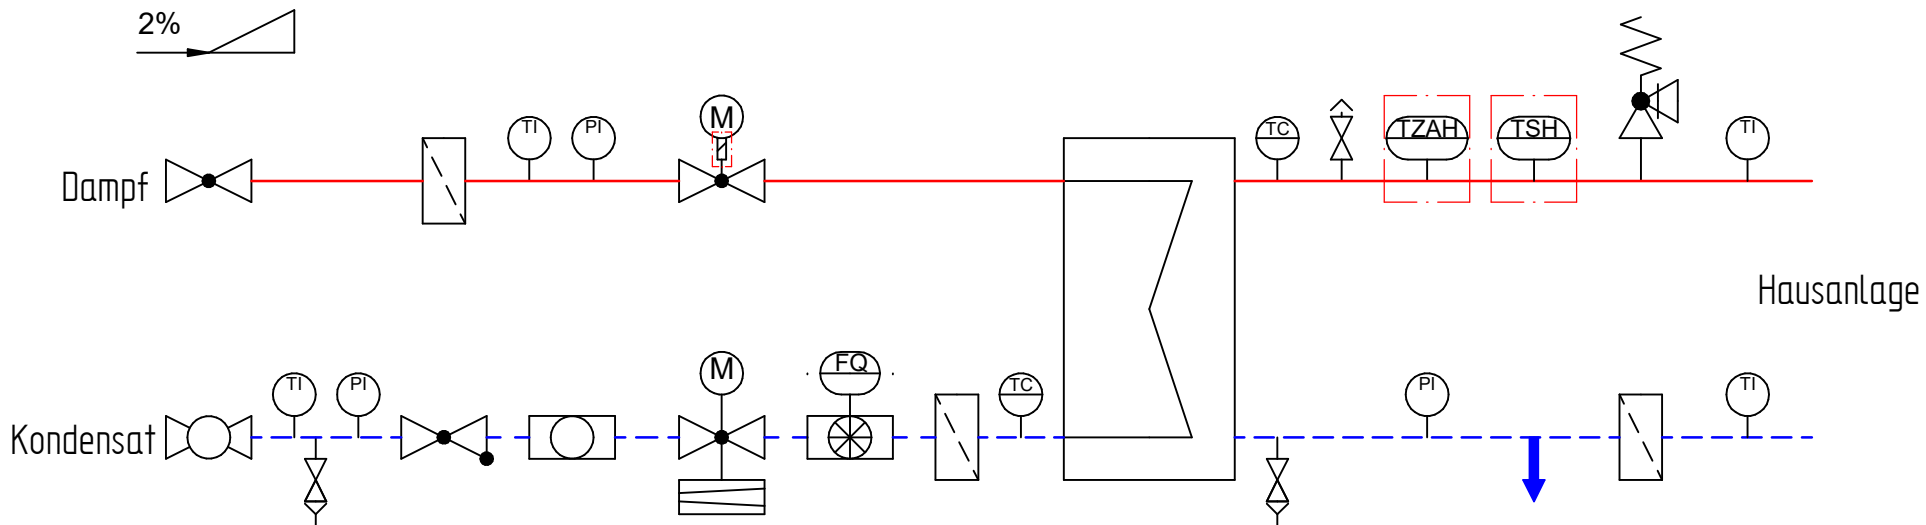 2%
M
TI
PI
TC
TZAH
TSH
TI
Dampf
Hausanlage
M
FQ
TI
PI
TC
PI
TI
Kondensat